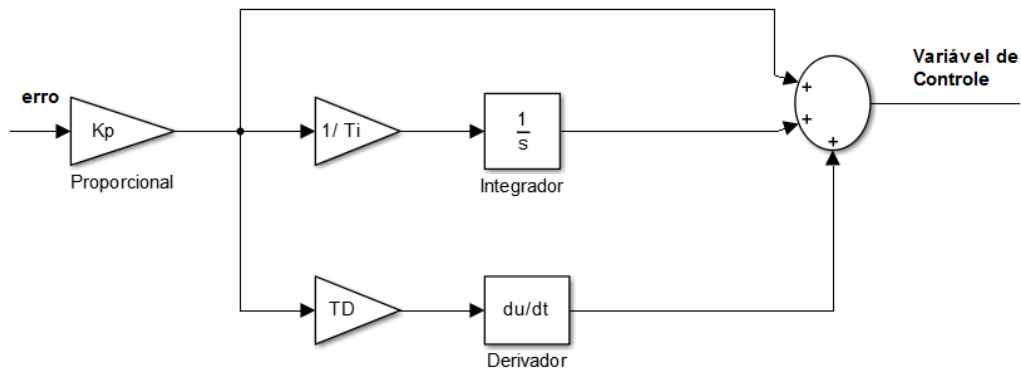 Variável de
Controle
erro
+
Kp
1/ Ti
1
s
+
Proporcional
Integrador
+
TD
du/dt
Derivador